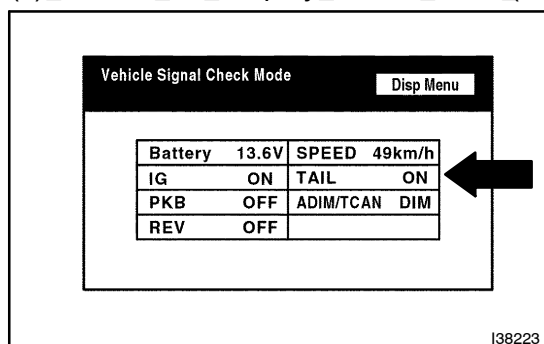 Vehicle Signal Check Mode
Disp Menu
Battery 13.6V SPEED 49km/h
IG ON TAIL ON
PKB OFF ADIM/TCAN DIM
REV OFF
I38223